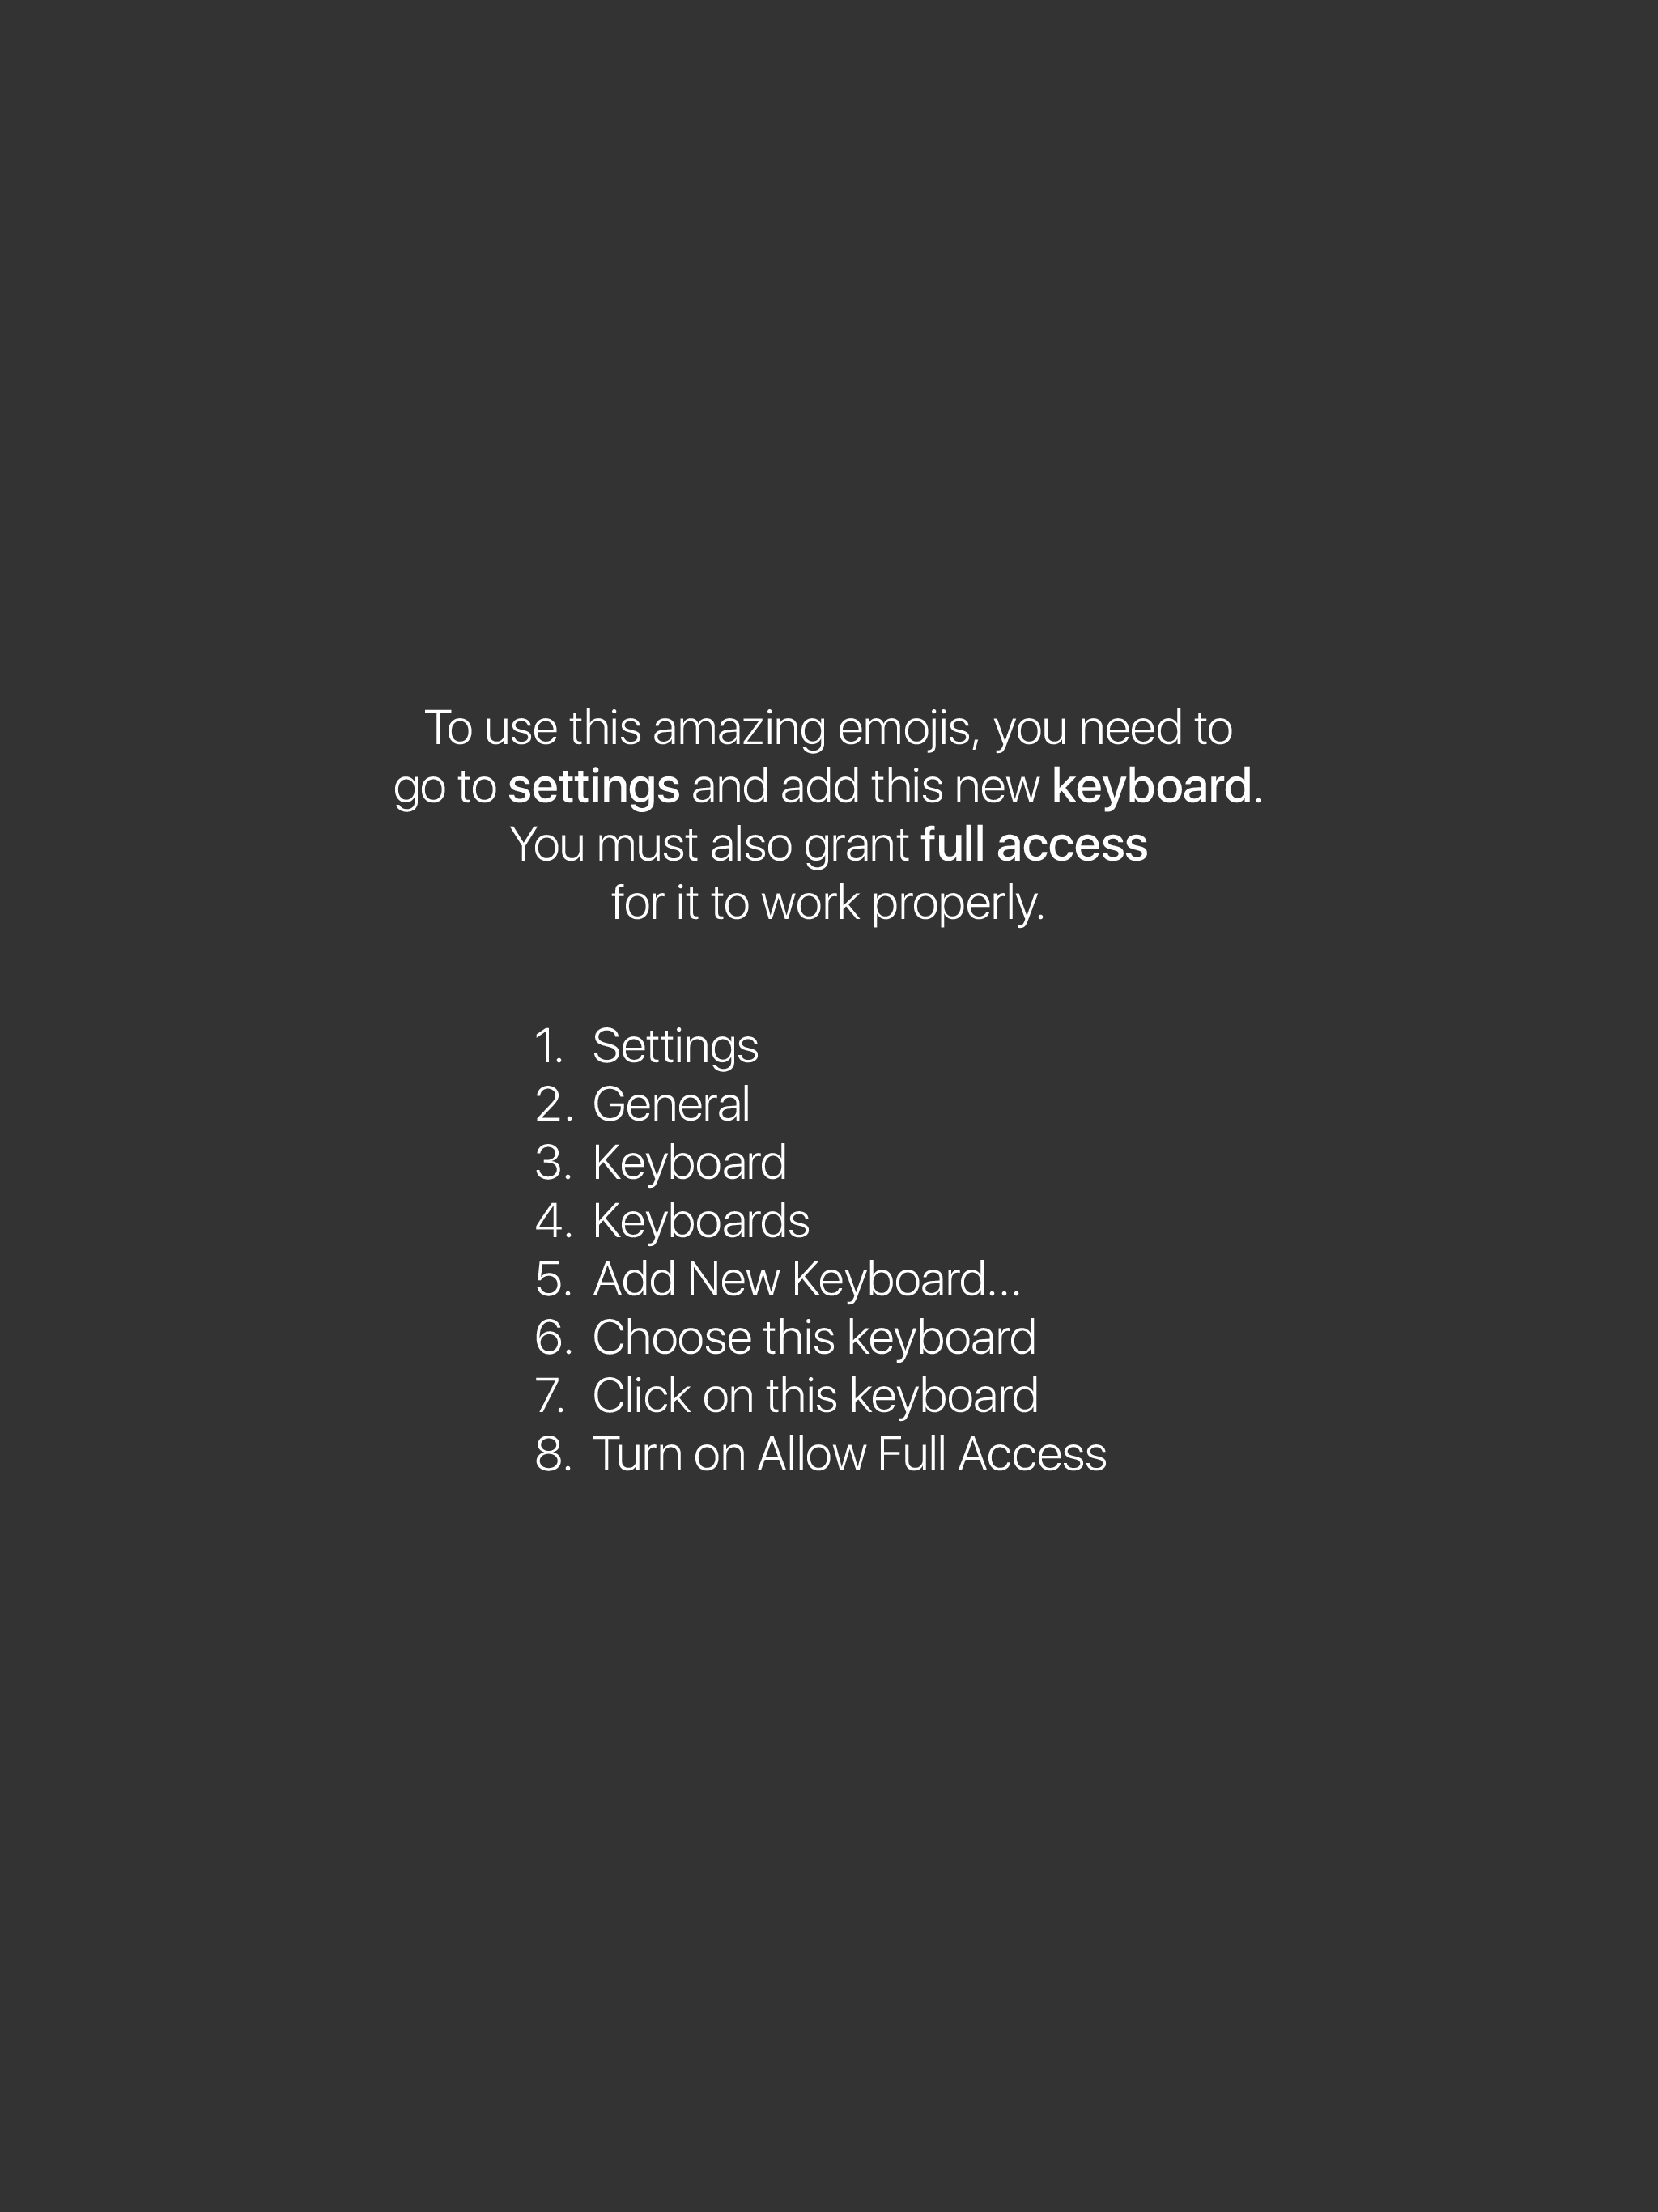 To use this amazing emojis, you need to
go to settings and add this new keyboard.
You must also grant full access
for it to work properly.
1. Settings
2. General
3. Keyboard
4. Keyboards
5. Add New Keyboard...
6. Choose this keyboard
7. Click on this keyboard
8. Turn on Allow Full Access